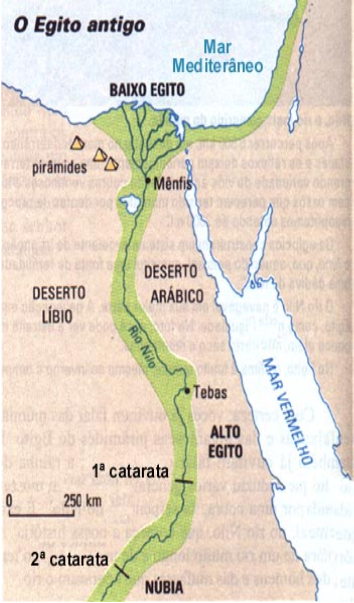 O Egito antigo
Mar
Mediterrâneo
BAIXO EGITO
pirâmides
Mênfis
DESERTO
ARÁBICO
DESERTO
LÍBIO
Rio Nilo
Tebas
MAR VERMELHO
ALTO
EGITO
1ª catarata
0 250 km
2ª catarata
NÚBIA